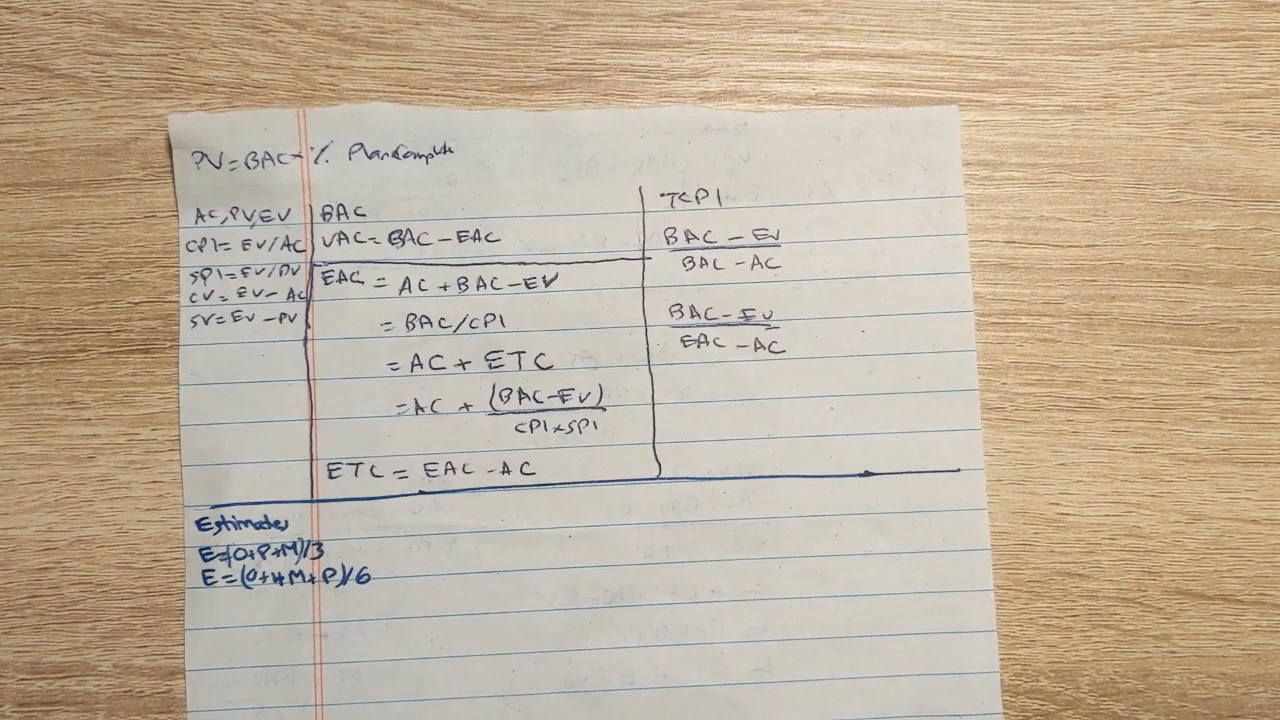 PV = BAC × % Plan Complete
AC, PV, EV
CPI = EV/AC
SPI = EV/PV
CV = EV - AC
SV = EV - PV
BAC
VAC = BAC - EAC
EAC = AC + BAC - EV
= BAC/CPI
= AC + ETC
= AC + (BAC-EV)
CPI × SPI
ETC = EAC - AC
TCPI
BAC - EV
BAC - AC
BAC - EV
EAC - AC
Estimates
E=(O+P+M)/3
E = (O+4M+P)/6